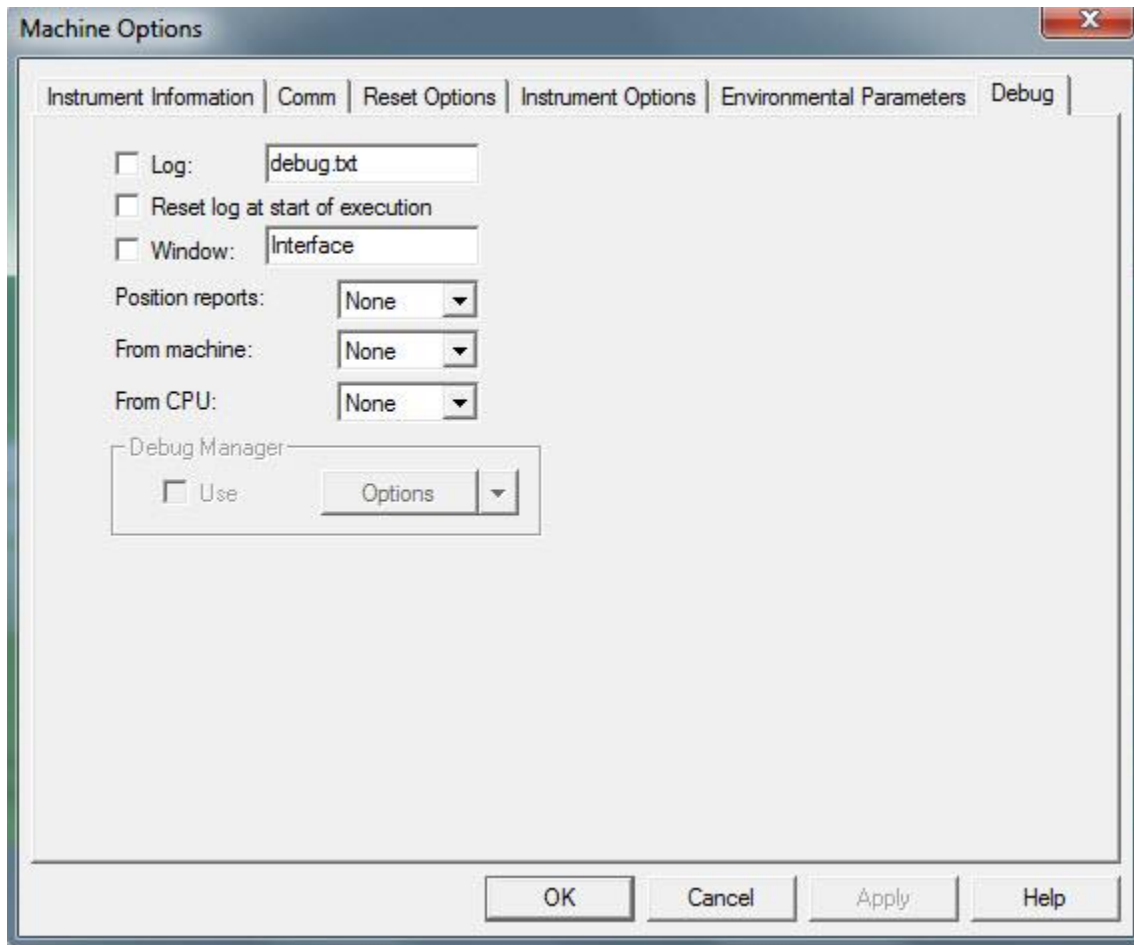 Machine Options
Instrument Information Comm Reset Options Instrument Options Environmental Parameters Debug
Log: debug.txt
Reset log at start of execution
Window: Interface
Position reports: None
From machine: None
From CPU: None
Debug Manager
Use Options
OK Cancel Apply Help